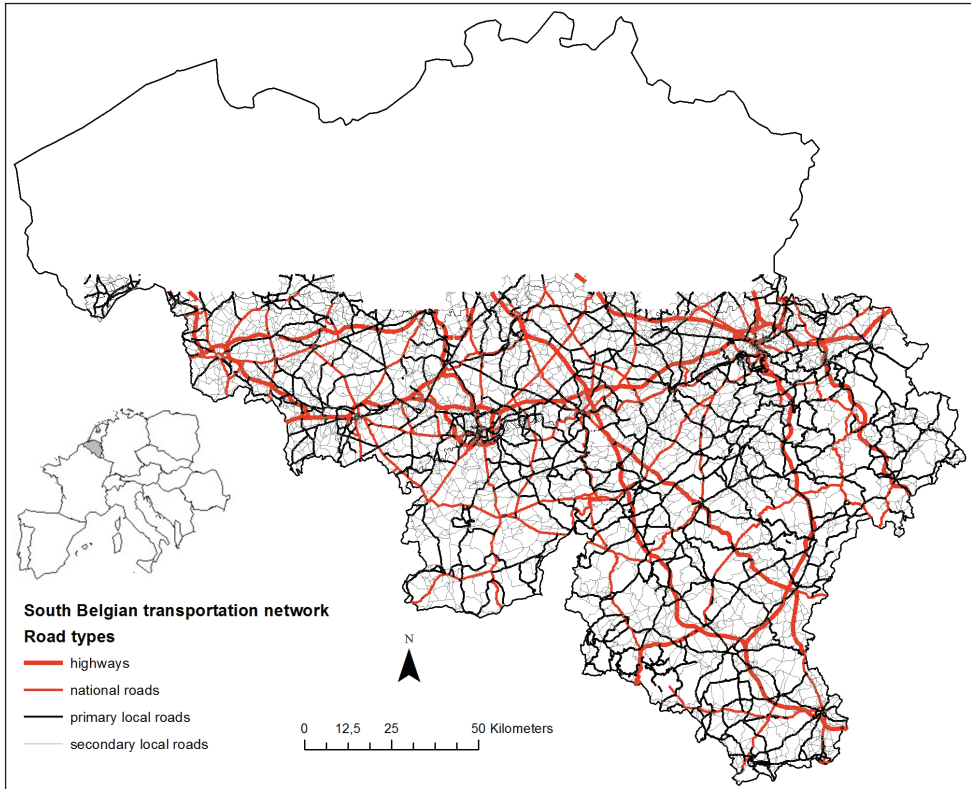 South Belgian transportation network
Road types
highways
national roads
primary local roads
secondary local roads
N
0 12,5 25 50 Kilometers